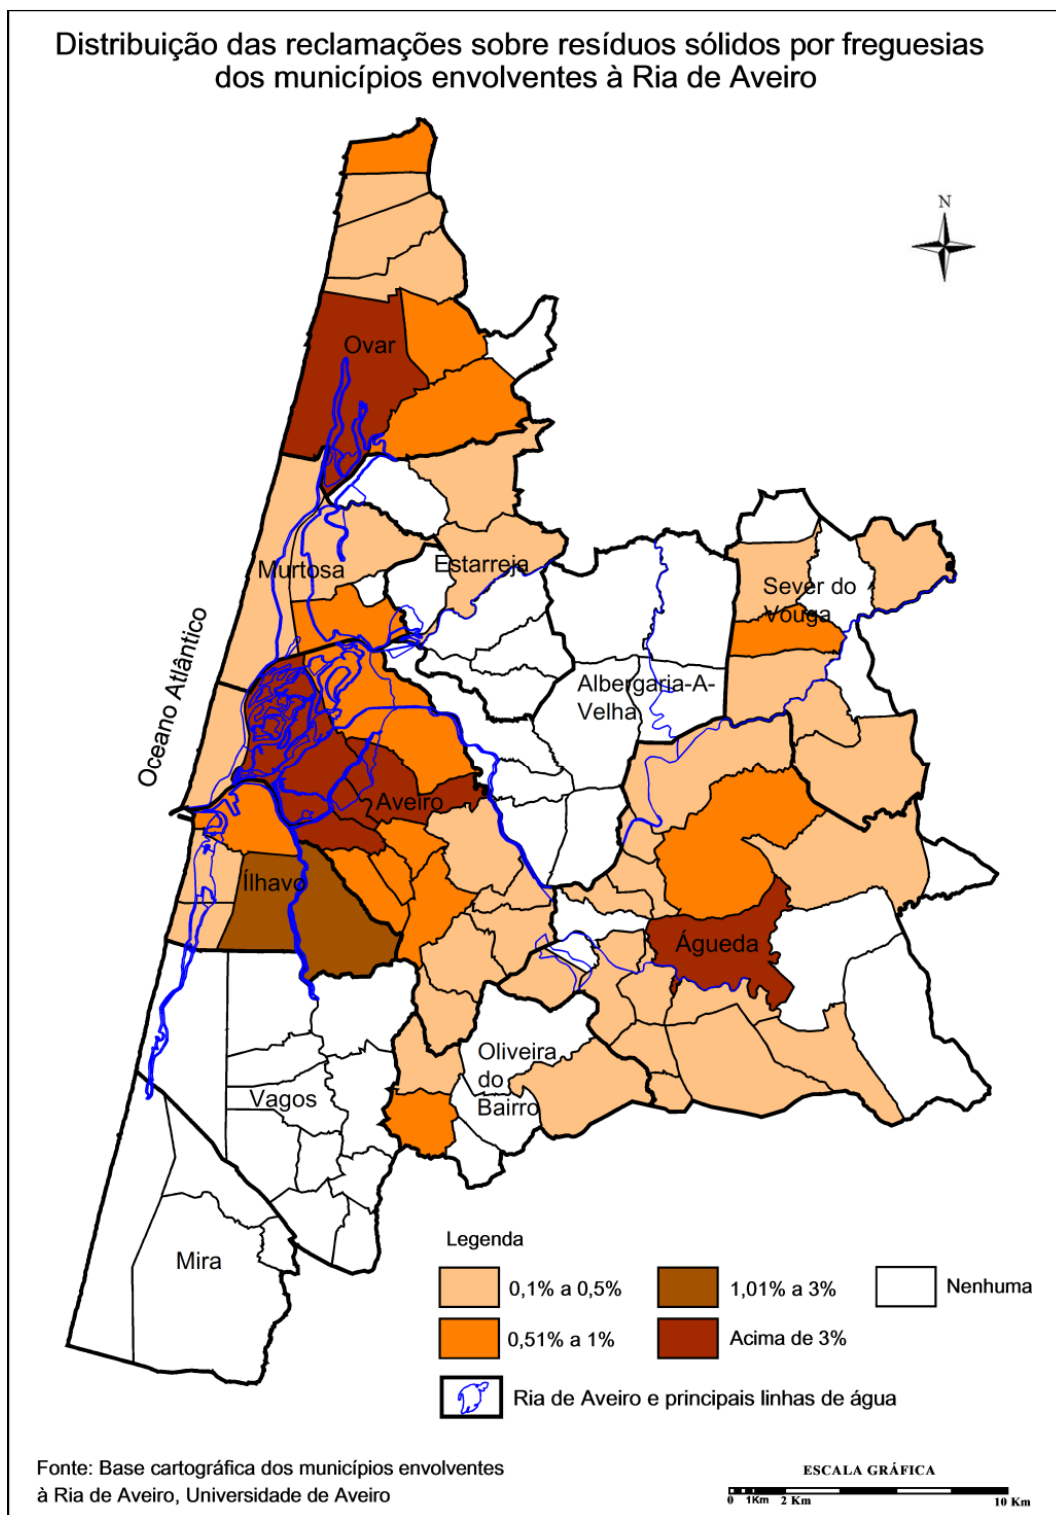 Distribuição das reclamações sobre resíduos sólidos por freguesias
dos municípios envolventes à Ria de Aveiro
N
Ovar
Murtosa
Estarreja
Sever do
Vouga
Oceano Atlântico
Albergaria-A-
Velha
Aveiro
Ílhavo
Águeda
Oliveira
do
Bairro
Vagos
Mira
Legenda
0,1% a 0,5%
1,01% a 3%
Nenhuma
0,51% a 1%
Acima de 3%
Ria de Aveiro e principais linhas de água
Fonte: Base cartográfica dos municípios envolventes
à Ria de Aveiro, Universidade de Aveiro
ESCALA GRÁFICA
0 1Km 2 Km 10 Km